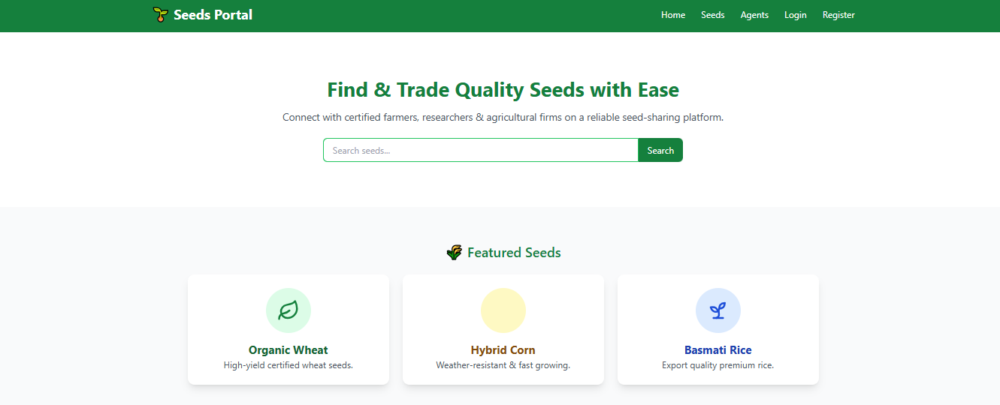 Seeds Portal
Home Seeds Agents Login Register
Find & Trade Quality Seeds with Ease
Connect with certified farmers, researchers & agricultural firms on a reliable seed-sharing platform.
Search seeds... Search
Featured Seeds
Organic Wheat
High-yield certified wheat seeds.
Hybrid Corn
Weather-resistant & fast growing.
Basmati Rice
Export quality premium rice.